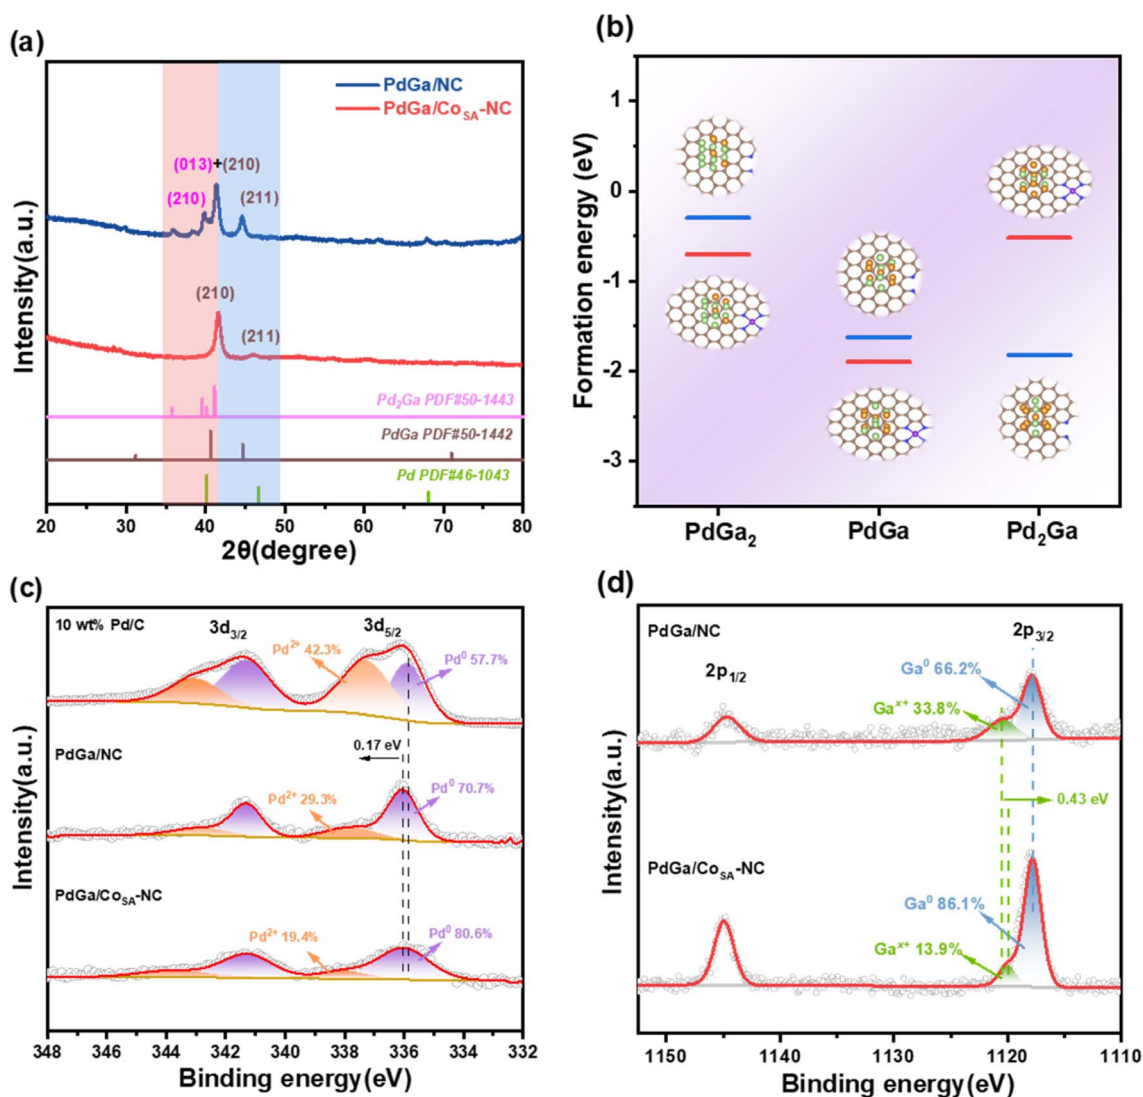 (a)
PdGa/NC
PdGa/Co_SA-NC
(013)+(210)
(210)
(211)
(210)
(211)
Pd₂Ga PDF#50-1443
PdGa PDF#50-1442
Pd PDF#46-1043
Intensity(a.u.)
20 30 40 50 60 70 80
2θ(degree)
(b)
Formation energy (eV)
1
0
-1
-2
-3
PdGa₂ PdGa Pd₂Ga
(c)
10 wt% Pd/C
3d₃/₂
3d₅/₂
Pd²⁺ 42.3%
Pd⁰ 57.7%
PdGa/NC
0.17 eV
Pd²⁺ 29.3%
Pd⁰ 70.7%
PdGa/Co_SA-NC
Pd²⁺ 19.4%
Pd⁰ 80.6%
Intensity(a.u.)
348 346 344 342 340 338 336 334 332
Binding energy(eV)
(d)
PdGa/NC
2p₃/₂
2p₁/₂
Ga⁰ 66.2%
Gaˣ⁺ 33.8%
0.43 eV
PdGa/Co_SA-NC
Ga⁰ 86.1%
Gaˣ⁺ 13.9%
Intensity(a.u.)
1150 1140 1130 1120 1110
Binding energy(eV)